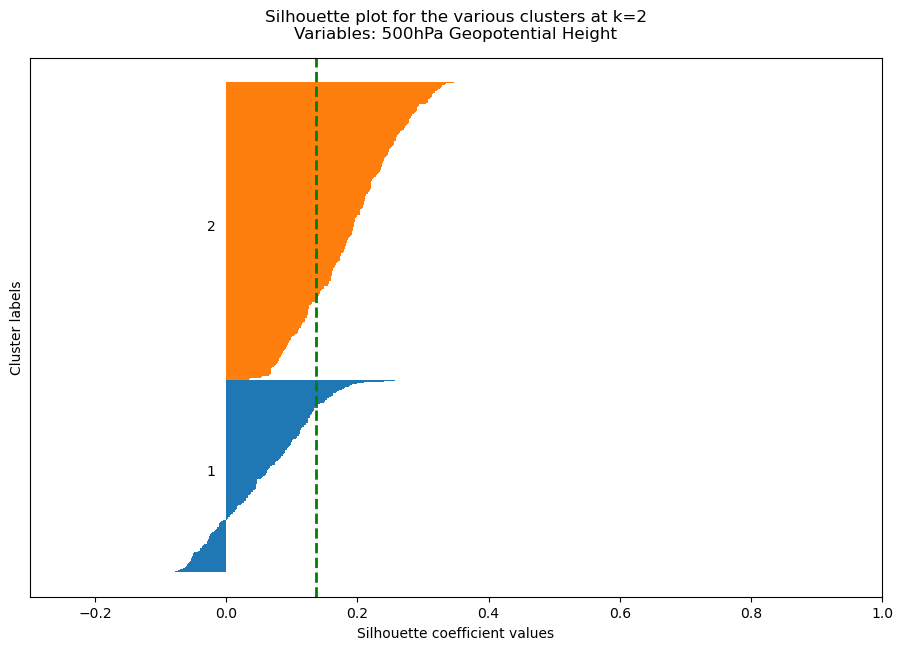 Silhouette plot for the various clusters at k=2
Variables: 500hPa Geopotential Height
Cluster labels
2
1
−0.2 0.0 0.2 0.4 0.6 0.8 1.0
Silhouette coefficient values